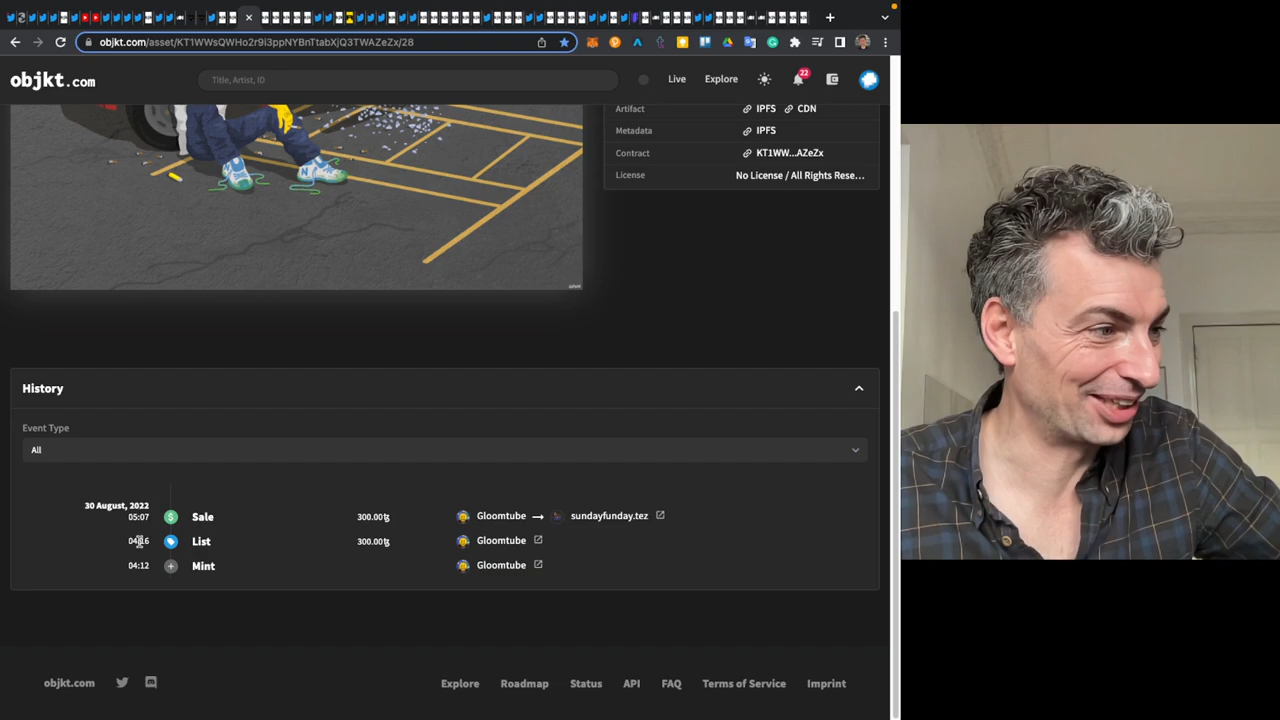 objkt.com/asset/KT1WWsQWHo2r9i3ppNYBnTtabXjQ3TWAZeZx/28
objkt.com
Title, Artist, ID
Live
Explore
22
Artifact
IPFS
CDN
Metadata
IPFS
Contract
KT1WW...AZeZx
License
No License / All Rights Rese...
History
Event Type
All
30 August, 2022
05:07
Sale
300.00ꜩ
Gloomtube
sundayfunday.tez
List
300.00ꜩ
Gloomtube
04:12
Mint
Gloomtube
objkt.com
Explore
Roadmap
Status
API
FAQ
Terms of Service
Imprint